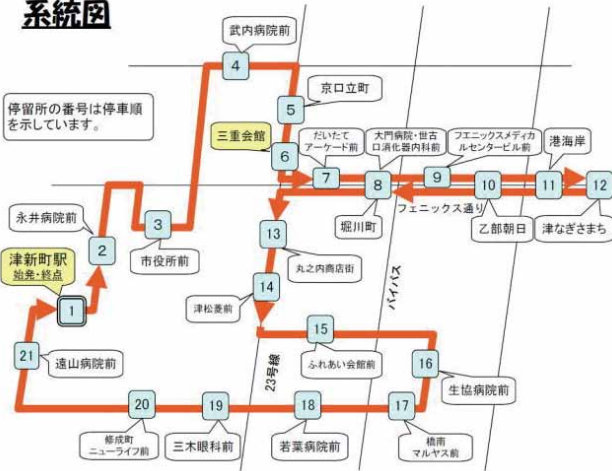 系統図
停留所の番号は停車順
を示しています。
武内病院前
4
京口立町
5
三重会館
6
だいたて
アーケード前
7
大門病院・世古
口消化器内科前
8
堀川町
フエニックスメディカ
ルセンタービル前
9
10
乙部朝日
港海岸
11
12
津なぎさまち
フェニックス通り
永井病院前
2
3
市役所前
津新町駅
始発・終点
1
13
丸之内商店街
14
津松菱前
バイパス
23号線
15
ふれあい会館前
16
生協病院前
21
遠山病院前
20
修成町
ニューライフ前
19
三木眼科前
18
若葉病院前
17
橋南
マルヤス前